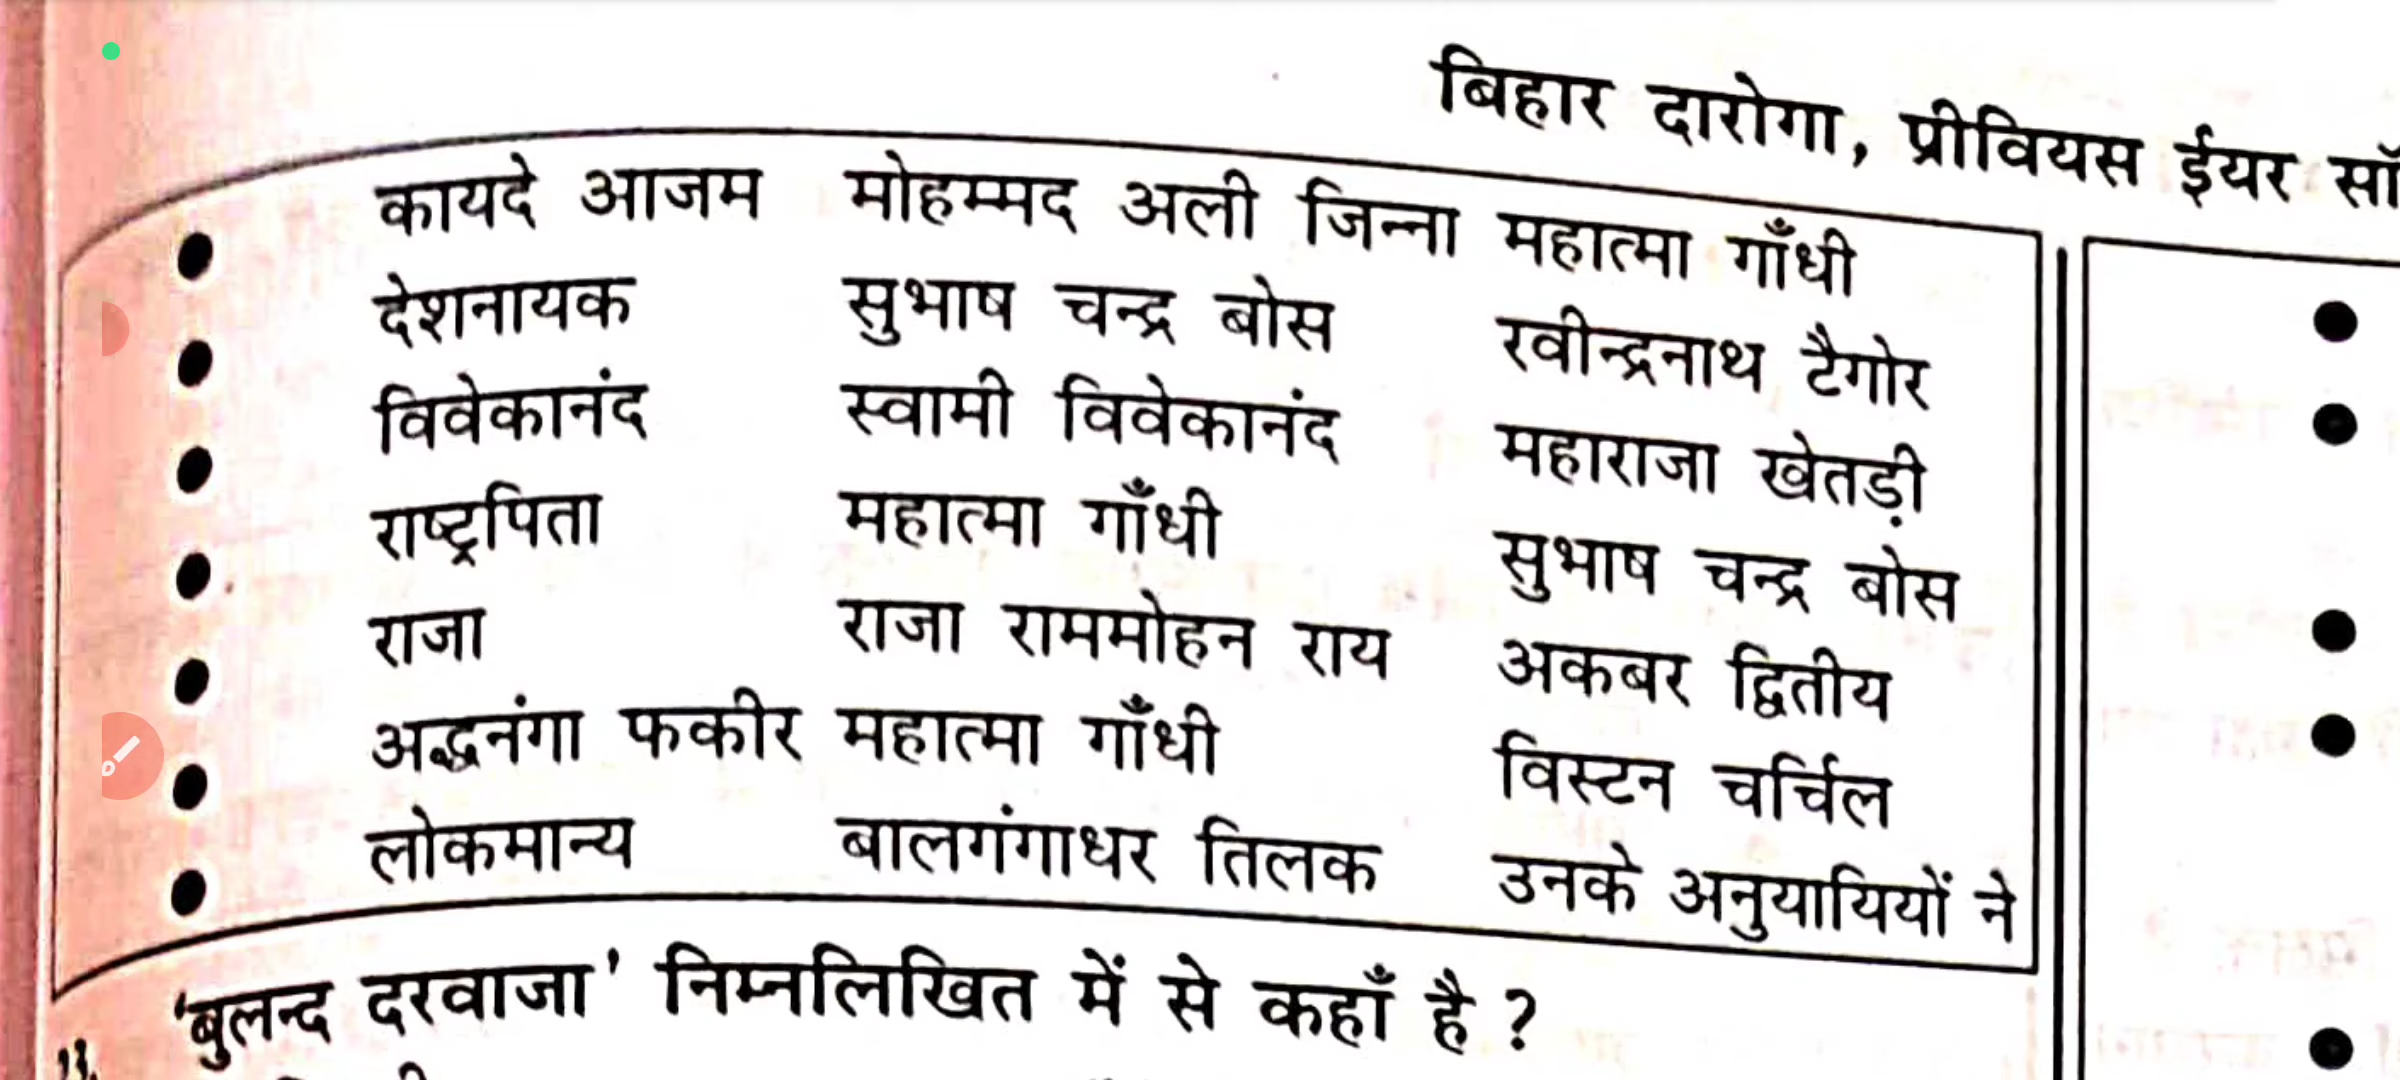 बिहार दारोगा, प्रीवियस ईयर सॉ
● कायदे आजम मोहम्मद अली जिन्ना महात्मा गाँधी
● देशनायक सुभाष चन्द्र बोस रवीन्द्रनाथ टैगोर
● विवेकानंद स्वामी विवेकानंद महाराजा खेतड़ी
● राष्ट्रपिता महात्मा गाँधी सुभाष चन्द्र बोस
● राजा राजा राममोहन राय अकबर द्वितीय
● अद्धनंगा फकीर महात्मा गाँधी विस्टन चर्चिल
● लोकमान्य बालगंगाधर तिलक उनके अनुयायियों ने
'बुलन्द दरवाजा' निम्नलिखित में से कहाँ है ?